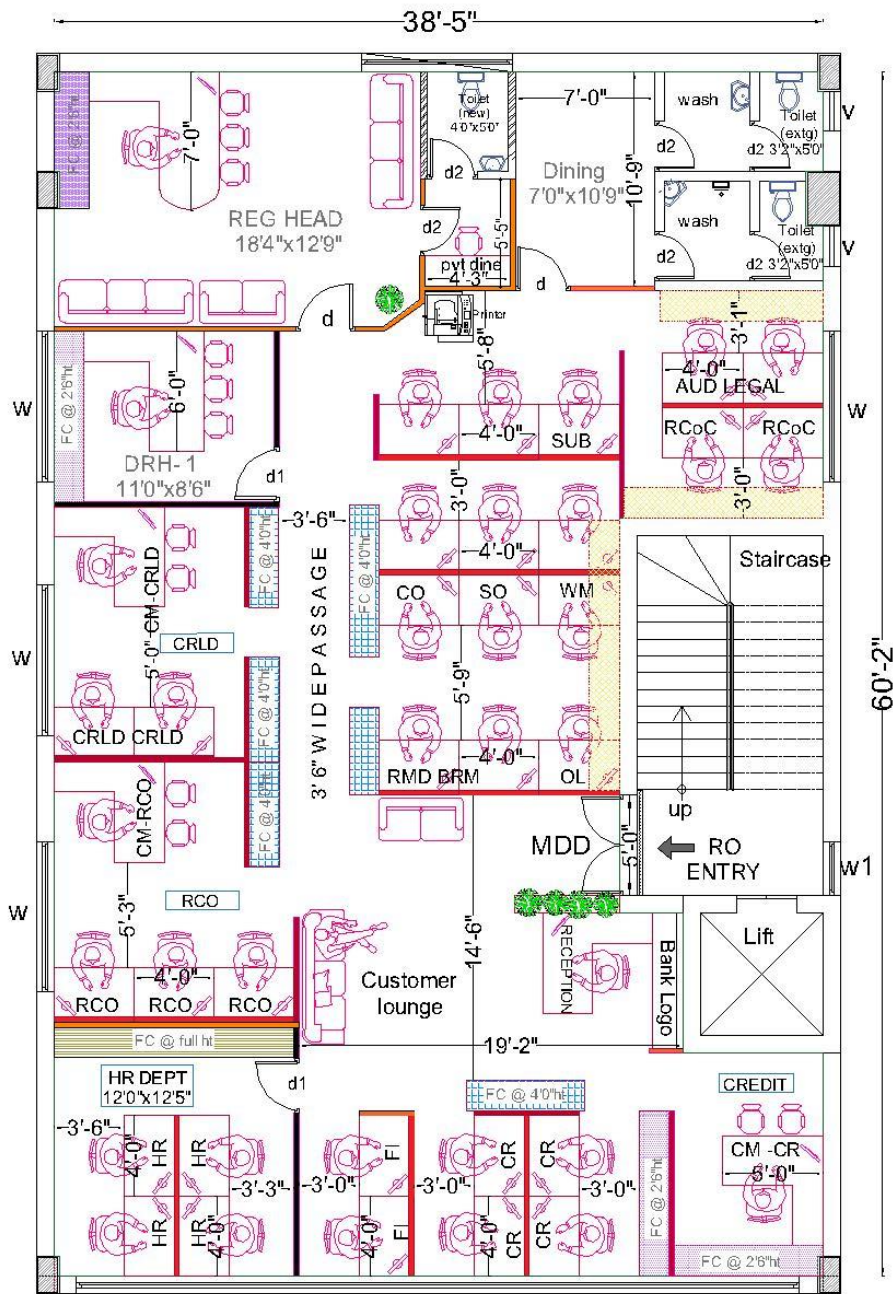 38'-5"
FC @ 2'6"ht
7'-0"
REG HEAD
18'4"x12'9"
Toilet
(new)
4'0"x5'0"
d2
d2
5'-5"
pvt dine
4'-3"
7'-0"
Dining
7'0"x10'9"
10'-9"
d
wash
d2
Toilet
(extg)
d2 3'2"x5'0"
V
wash
d2
Toilet
(extg)
d2 3'2"x5'0"
V
d
Printor
5'-8"
3'-1"
4'-0"
AUD LEGAL
RCoC
RCoC
3'-0"
W
W
FC @ 2'6"ht
6'-0"
DRH- 1
11'0"x8'6"
d1
4'-0"
SUB
3'-0"
4'-0"
3'-6"
FC @ 4'0"ht
FC @ 4'0"ht
CM-CRLD
5'-0"
CRLD
W
CRLD CRLD
FC @ 4'0"ht
3' 6" WIDEPASSAGE
CO
SO
WM
5'-9"
4'-0"
RMD BRM
OL
Staircase
up
60'-2"
MDD
5'-0"
RO
ENTRY
W1
CM-RCO
FC @ 4'0"ht
RCO
5'-3"
W
4'-0"
RCO
RCO
RCO
Customer
lounge
14'-6"
RECEPTION
Bank Logo
Lift
19'-2"
FC @ full ht
HR DEPT
12'0"x12'5"
d1
FC @ 4'0"ht
CREDIT
3'-6"
4'-0"
HR
HR
3'-3"
HR
HR
4'-0"
3'-0"
FI
4'-0"
FI
3'-0"
CR
CR
4'-0"
CR
CR
3'-0"
FC @ 2'6"ht
CM -CR
5'-0"
FC @ 2'6"ht